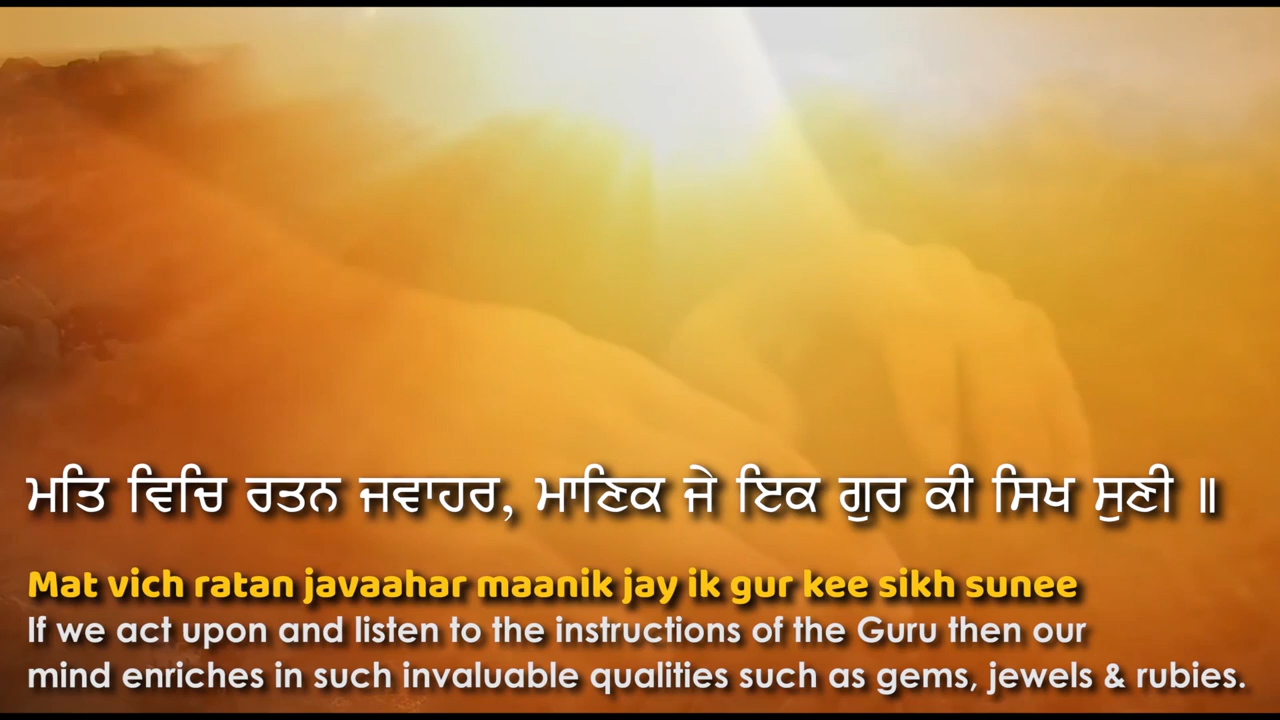 ਮਤਿ ਵਿਚਿ ਰਤਨ ਜਵਾਹਰ, ਮਾਣਿਕ ਜੇ ਇਕ ਗੁਰ ਕੀ ਸਿਖ ਸੁਣੀ ॥
Mat vich ratan javaahar maanik jay ik gur kee sikh sunee
If we act upon and listen to the instructions of the Guru then our
mind enriches in such invaluable qualities such as gems, jewels & rubies.